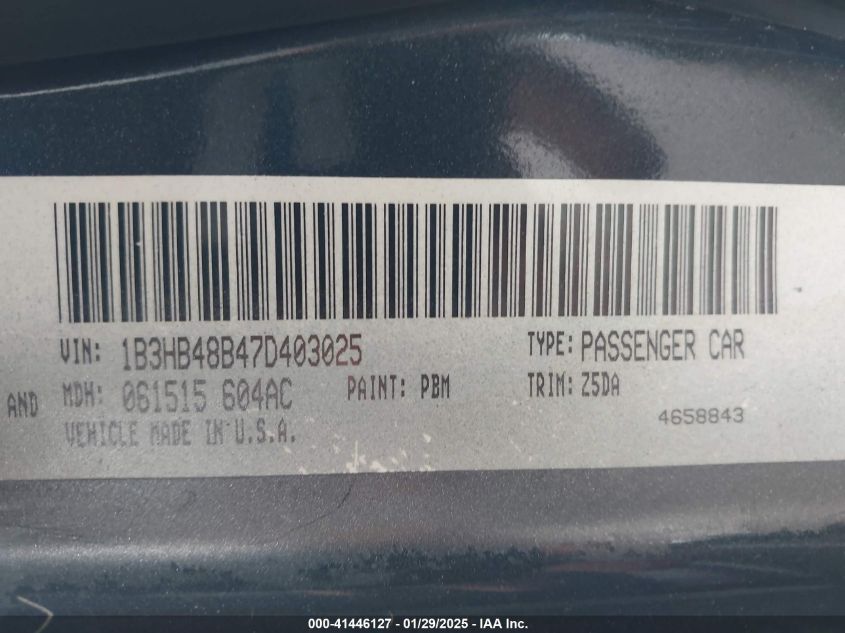 VIN: 1B3HB48B47D403025 TYPE: PASSENGER CAR
AND MDH: 061515 604AC PAINT: PBM TRIM: Z5DA
VEHICLE MADE IN U.S.A. 4658843
000-41446127 | 01/29/2025 - © IAA Inc.